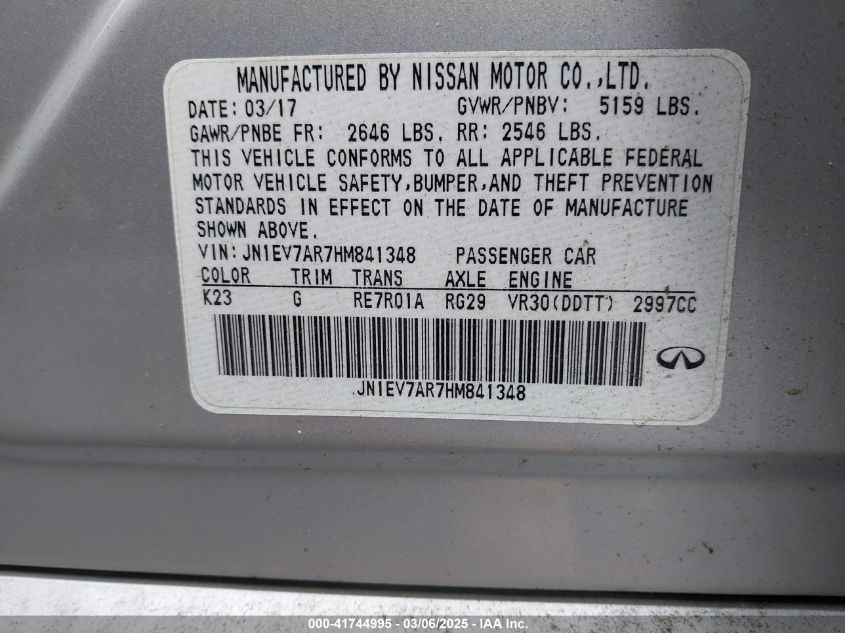 MANUFACTURED BY NISSAN MOTOR CO.,LTD.
DATE: 03/17 GVWR/PNBV: 5159 LBS.
GAWR/PNBE FR: 2646 LBS. RR: 2546 LBS.
THIS VEHICLE CONFORMS TO ALL APPLICABLE FEDERAL
MOTOR VEHICLE SAFETY,BUMPER,AND THEFT PREVENTION
STANDARDS IN EFFECT ON THE DATE OF MANUFACTURE
SHOWN ABOVE.
VIN:JN1EV7AR7HM841348 PASSENGER CAR
COLOR TRIM TRANS AXLE ENGINE
K23 G RE7R01A RG29 VR30(DDTT) 2997CC
JN1EV7AR7HM841348
000-41744995 - 03/06/2025 - IAA Inc.